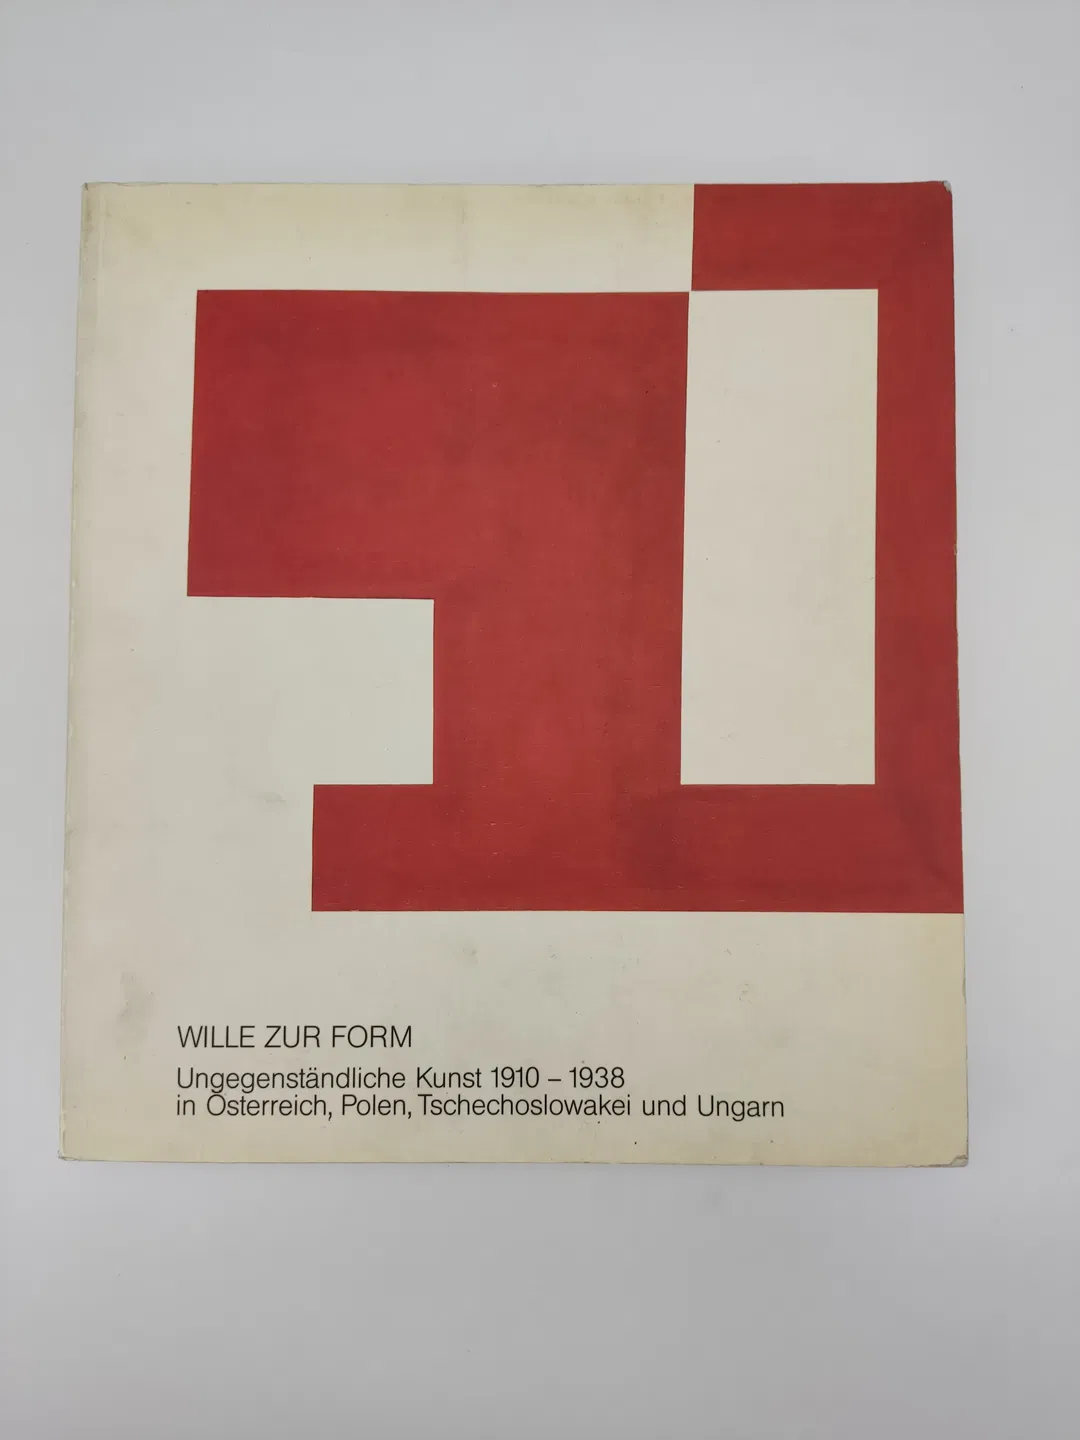 WILLE ZUR FORM
Ungegenständliche Kunst 1910 – 1938
in Österreich, Polen, Tschechoslowakei und Ungarn